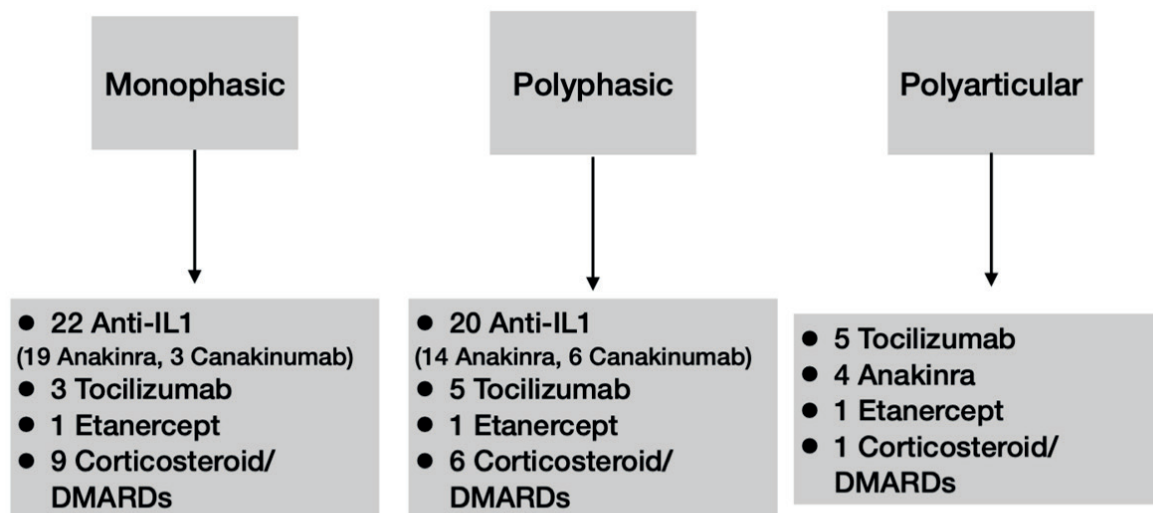 Monophasic
● 22 Anti-IL1
(19 Anakinra, 3 Canakinumab)
● 3 Tocilizumab
● 1 Etanercept
● 9 Corticosteroid/
DMARDs
Polyphasic
● 20 Anti-IL1
(14 Anakinra, 6 Canakinumab)
● 5 Tocilizumab
● 1 Etanercept
● 6 Corticosteroid/
DMARDs
Polyarticular
● 5 Tocilizumab
● 4 Anakinra
● 1 Etanercept
● 1 Corticosteroid/
DMARDs